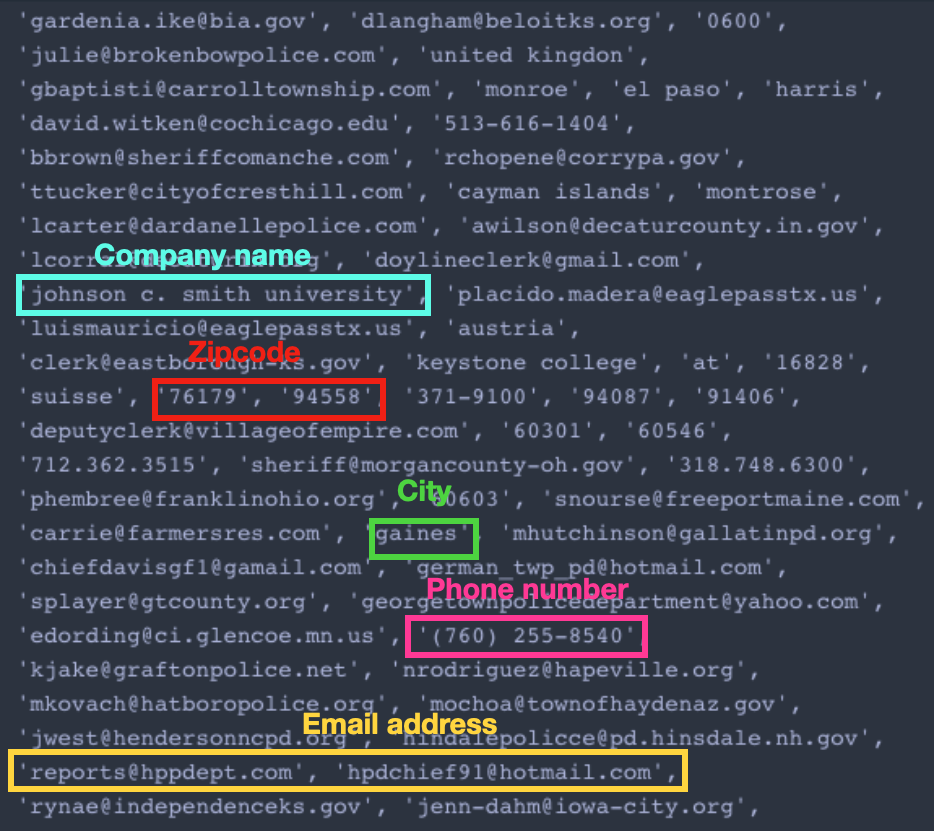 'gardenia.ike@bia.gov', 'dlangham@beloitks.org', '0600',
'julie@brokenbowpolice.com', 'united kingdon',
'gbaptisti@carrolltownship.com', 'monroe', 'el paso', 'harris',
'david.witken@cochicago.edu', '513-616-1404',
'bbrown@sheriffcomanche.com', 'rchopene@corrypa.gov',
'ttucker@cityofcresthill.com', 'cayman islands', 'montrose',
'lcarter@dardanellepolice.com', 'awilson@decaturcounty.in.gov',
Company name
'doylineclerk@gmail.com',
'johnson c. smith university', 'placido.madera@eaglepasstx.us',
'luismauricio@eaglepasstx.us', 'austria',
Zipcode
'clerk@eastborough-ks.gov', 'keystone college', 'at', '16828',
'suisse', '76179', '94558', '371-9100', '94087', '91406',
'deputyclerk@villageofempire.com', '60301', '60546',
'712.362.3515', 'sheriff@morgancounty-oh.gov', '318.748.6300',
City
'phembree@franklinohio.org', '60603', 'snourse@freeportmaine.com',
'carrie@farmersres.com', 'gaines', 'mhutchinson@gallatinpd.org',
'chiefdavisgf1@gamail.com', 'german_twp_pd@hotmail.com',
Phone number
'splayer@gtcounty.org', 'georgetownpolicedepartment@yahoo.com',
'edording@ci.glencoe.mn.us', '(760) 255-8540',
'kjake@graftonpolice.net', 'nrodriguez@hapeville.org',
'mkovach@hatboropolice.org', 'mochoa@townofhaydenaz.gov',
Email address
'jwest@hendersonncpd.org', 'hindalepolicce@pd.hinsdale.nh.gov',
'reports@hppdept.com', 'hpdchief91@hotmail.com',
'rynae@independenceks.gov', 'jenn-dahm@iowa-city.org',